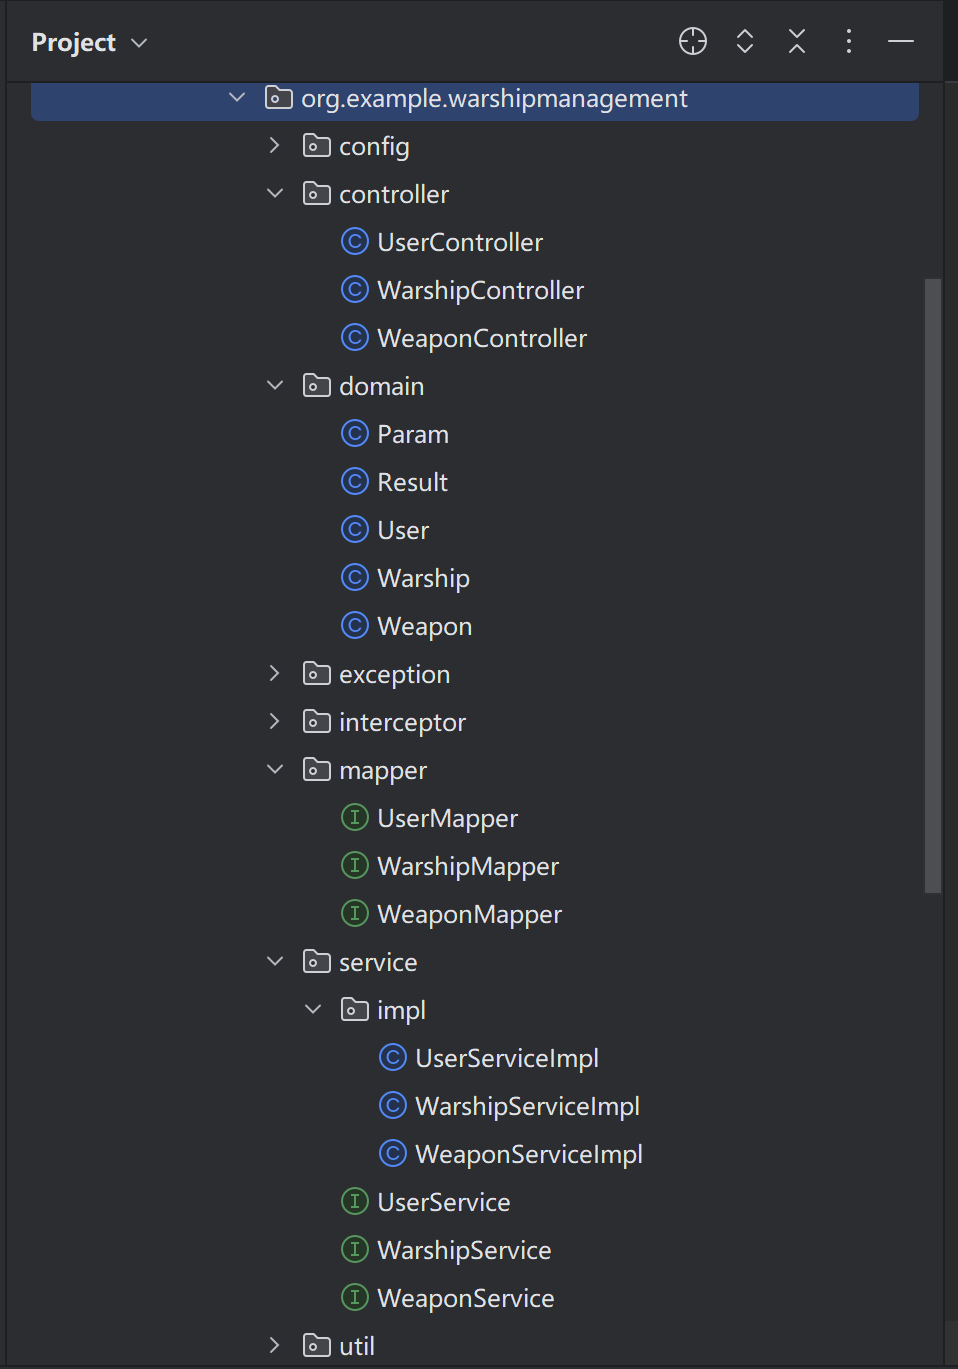 Project
org.example.warshipmanagement
config
controller
UserController
WarshipController
WeaponController
domain
Param
Result
User
Warship
Weapon
exception
interceptor
mapper
UserMapper
WarshipMapper
WeaponMapper
service
impl
UserServiceImpl
WarshipServiceImpl
WeaponServiceImpl
UserService
WarshipService
WeaponService
util